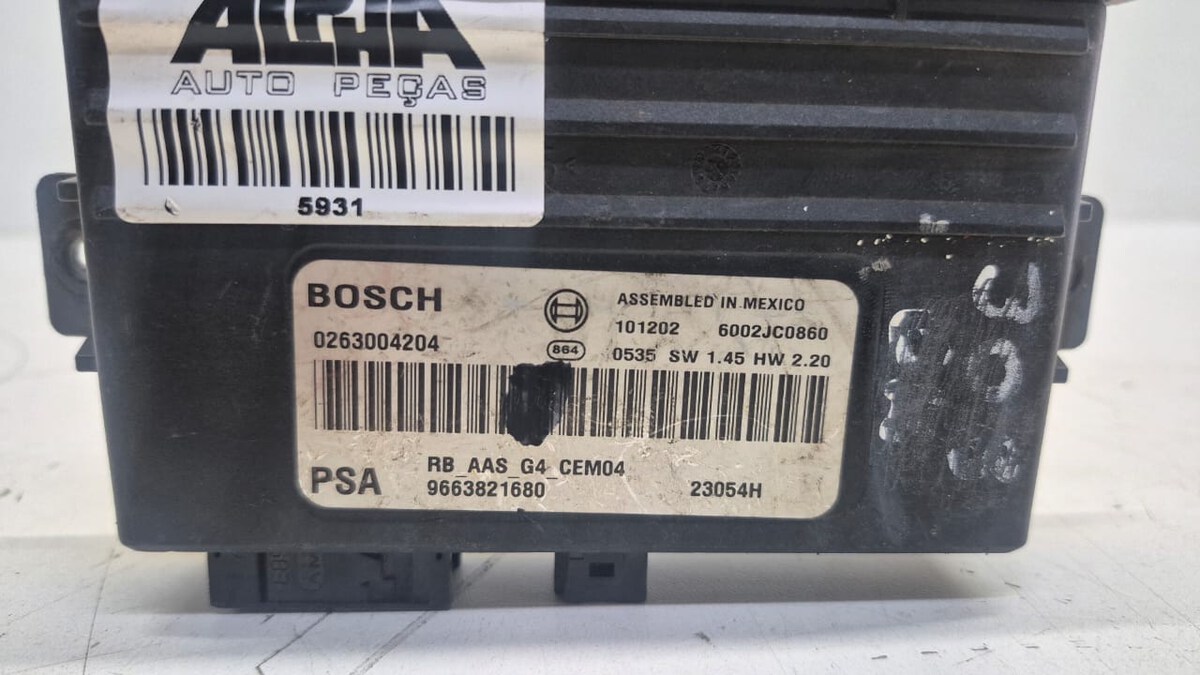 ALPHA
AUTO PEÇAS
5931
BOSCH
ASSEMBLED IN MEXICO
0263004204
101202 6002JC0860
864
0535 SW 1.45 HW 2.20
RB_AAS_G4_CEM04
PSA
9663821680
23054H